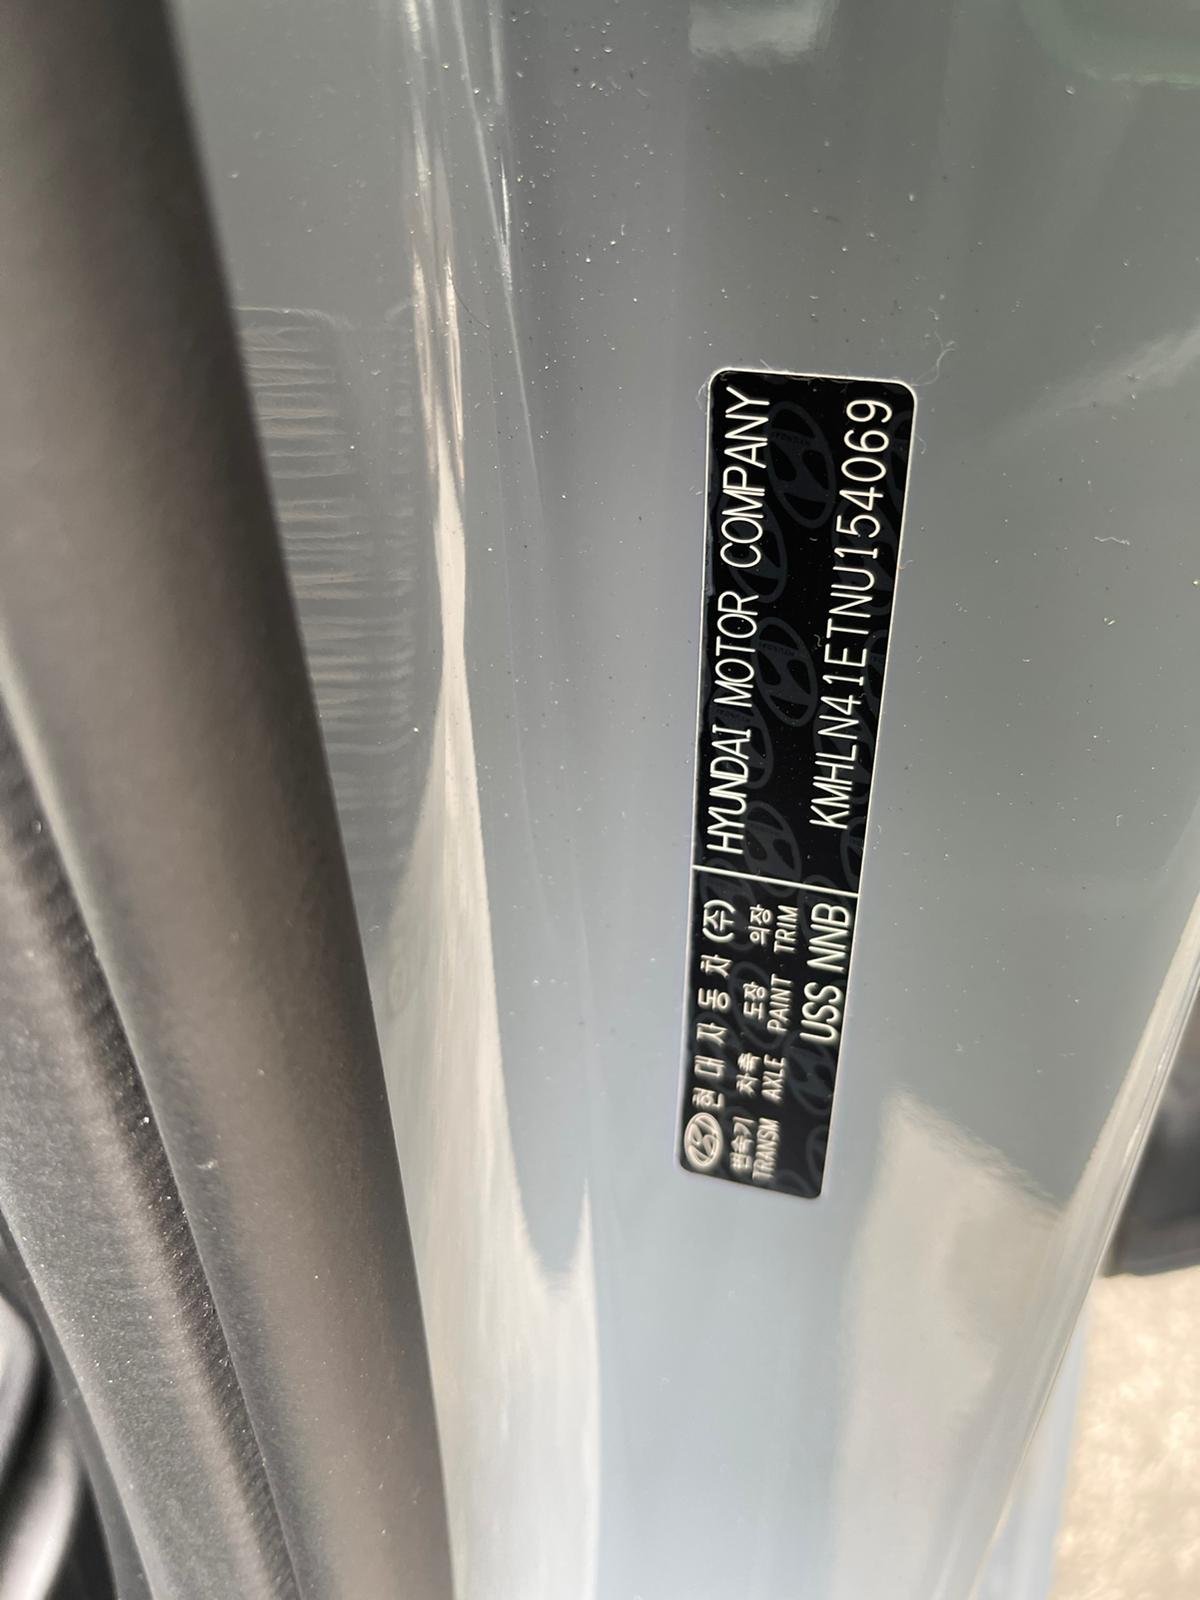 현대자동차(주)
HYUNDAI MOTOR COMPANY
변속기 차축 도장 의장
TRANSM AXLE PAINT TRIM
USS NNB
KMHLN41ETNU154069